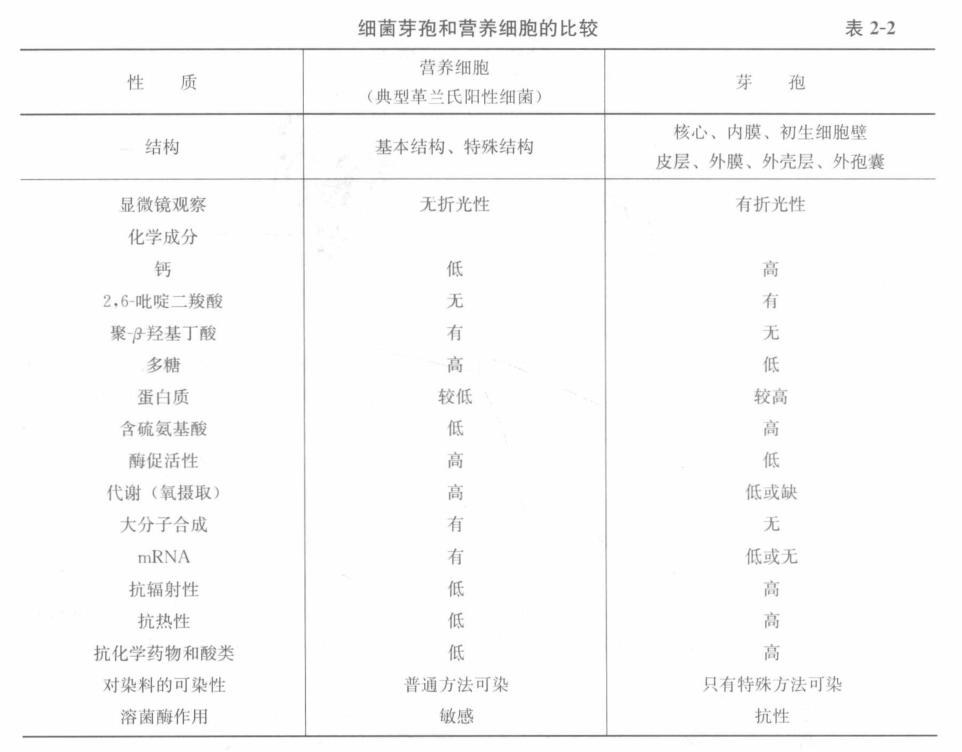 细菌芽孢和营养细胞的比较 表 2-2
性 质 营养细胞 芽 孢
（典型革兰氏阳性细菌）
结构 基本结构、特殊结构 核心、内膜、初生细胞壁
皮层、外膜、外壳层、外孢囊
显微镜观察 无折光性 有折光性
化学成分
钙 低 高
2,6-吡啶二羧酸 无 有
聚-β-羟基丁酸 有 无
多糖 高 低
蛋白质 较低 较高
含硫氨基酸 低 高
酶促活性 高 低
代谢（氧摄取） 高 低或缺
大分子合成 有 无
mRNA 有 低或无
抗辐射性 低 高
抗热性 低 高
抗化学药物和酸类 低 高
对染料的可染性 普通方法可染 只有特殊方法可染
溶菌酶作用 敏感 抗性